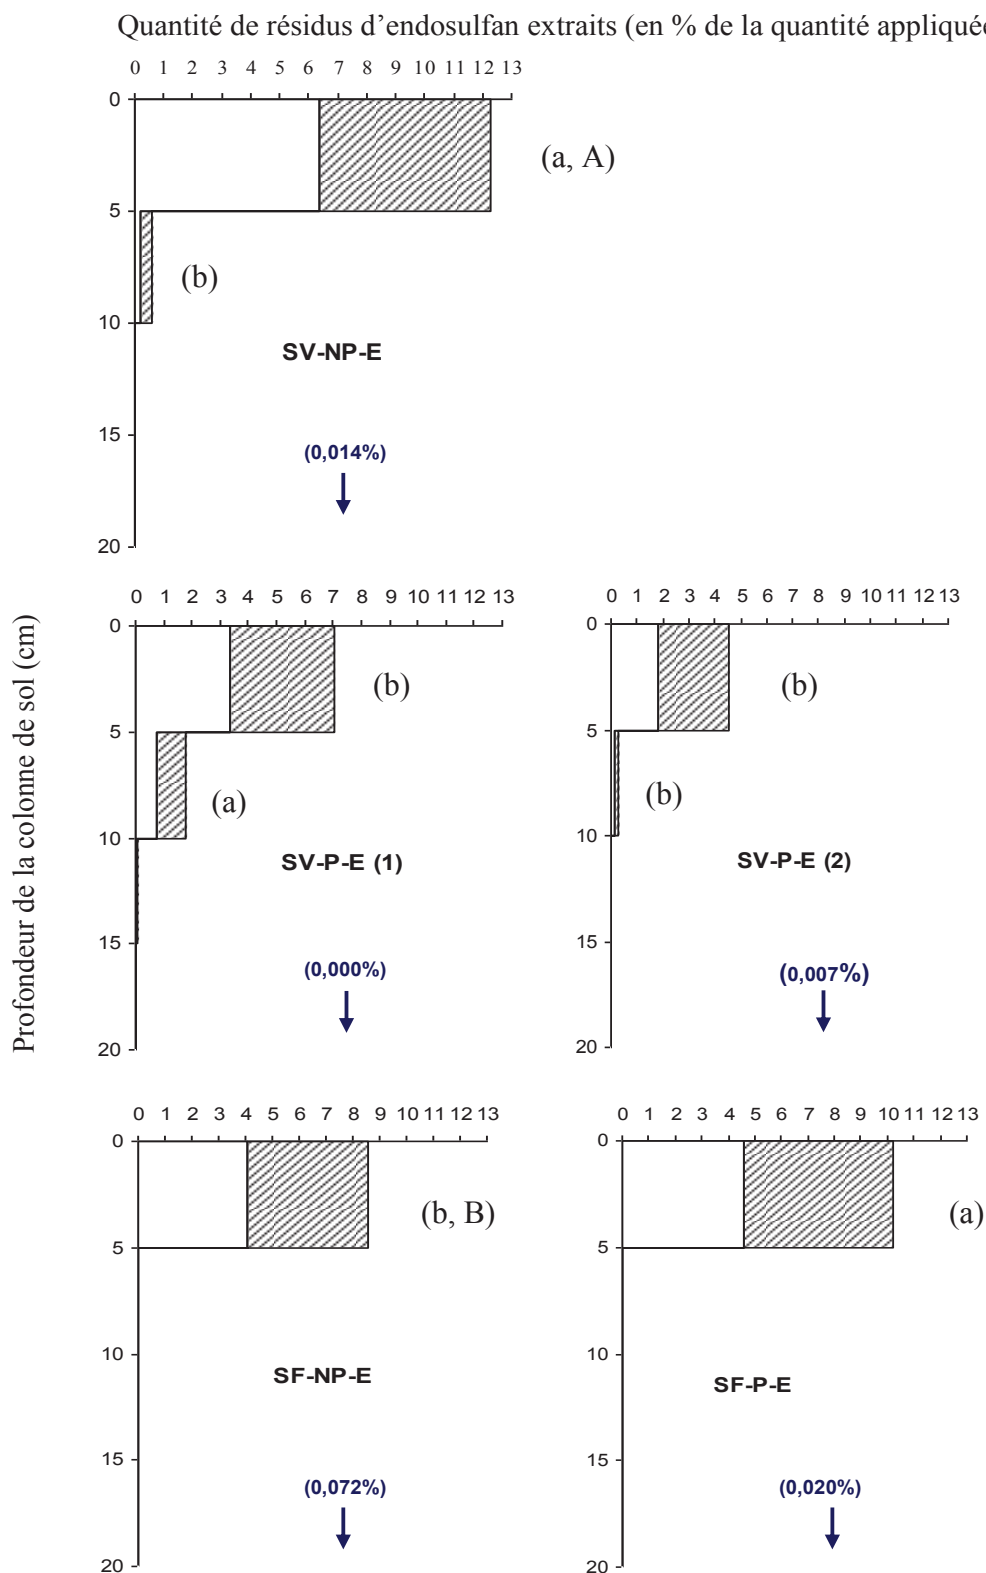 Quantité de résidus d’endosulfan extraits (en % de la quantité appliquée
0 1 2 3 4 5 6 7 8 9 10 11 12 13
0
(a, A)
5
(b)
10
SV-NP-E
15
(0,014%)
20
Profondeur de la colonne de sol (cm)
0 1 2 3 4 5 6 7 8 9 10 11 12 13
0
(b)
5
(a)
10
SV-P-E (1)
15
(0,000%)
20
0 1 2 3 4 5 6 7 8 9 10 11 12 13
0
(b)
5
(b)
10
SV-P-E (2)
15
(0,007%)
20
0 1 2 3 4 5 6 7 8 9 10 11 12 13
0
(b, B)
5
10
SF-NP-E
15
(0,072%)
20
0 1 2 3 4 5 6 7 8 9 10 11 12 13
0
(a)
5
10
SF-P-E
15
(0,020%)
20